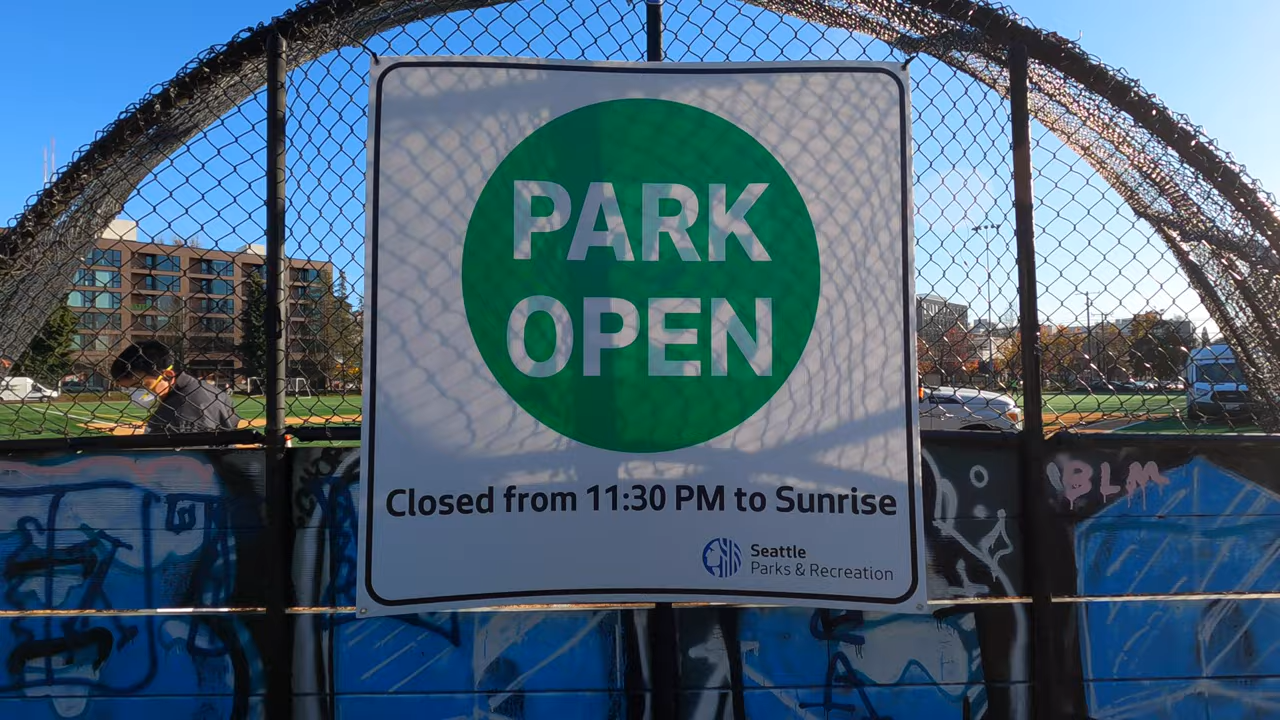 PARK
OPEN
Closed from 11:30 PM to Sunrise
Seattle
Parks & Recreation
BLM